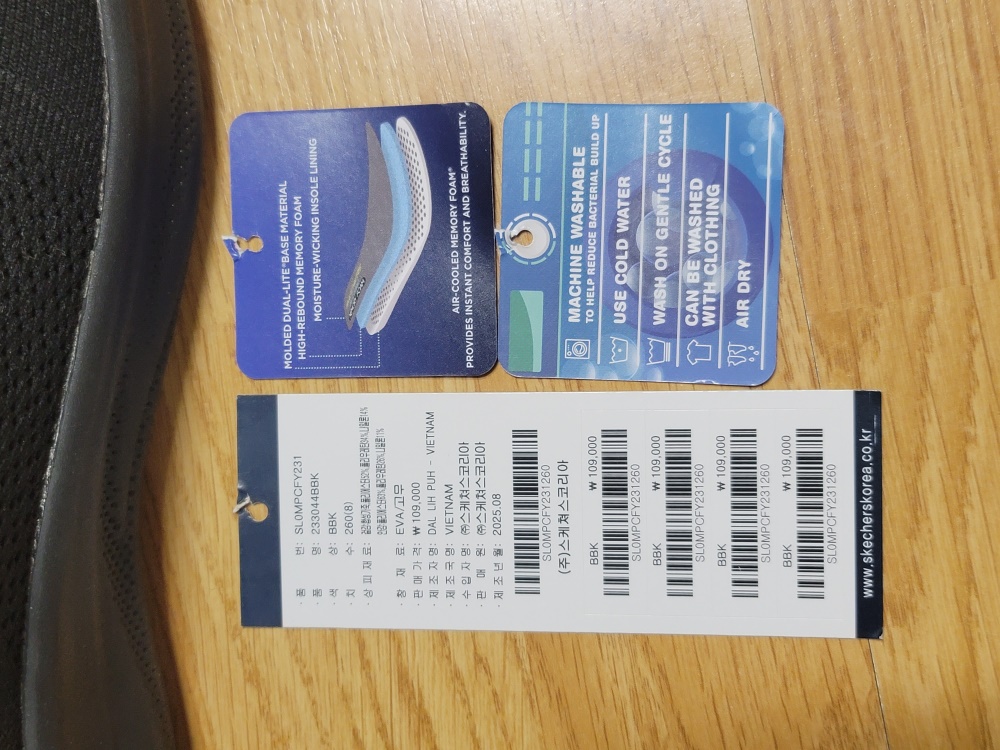 MOLDED DUAL-LITE® BASE MATERIAL
HIGH-REBOUND MEMORY FOAM
MOISTURE-WICKING INSOLE LINING
AIR-COOLED MEMORY FOAM®
PROVIDES INSTANT COMFORT AND BREATHABILITY.
MACHINE WASHABLE
TO HELP REDUCE BACTERIAL BUILD UP
USE COLD WATER
WASH ON GENTLE CYCLE
CAN BE WASHED
WITH CLOTHING
AIR DRY
· 품 번: SL0MPCFY231
· 품 명: 233044BBK
· 색 상: BBK
· 치 수: 260(8)
· 상 피 재 료:
· 창 재 료: EVA/고무
· 판 매 가 격: ₩ 109,000
· 제 조 자 명: DAL LIH PUH - VIETNAM
· 제 조 국 명: VIETNAM
· 수 입 자 명: ㈜스케쳐스코리아
· 판 매 원: ㈜스케쳐스코리아
· 제 조 년 월: 2025.08
SL0MPCFY231260
(주)스케쳐스코리아
BBK ₩ 109,000
SL0MPCFY231260
BBK ₩ 109,000
SL0MPCFY231260
BBK ₩ 109,000
SL0MPCFY231260
BBK ₩ 109,000
SL0MPCFY231260
www.skecherskorea.co.kr